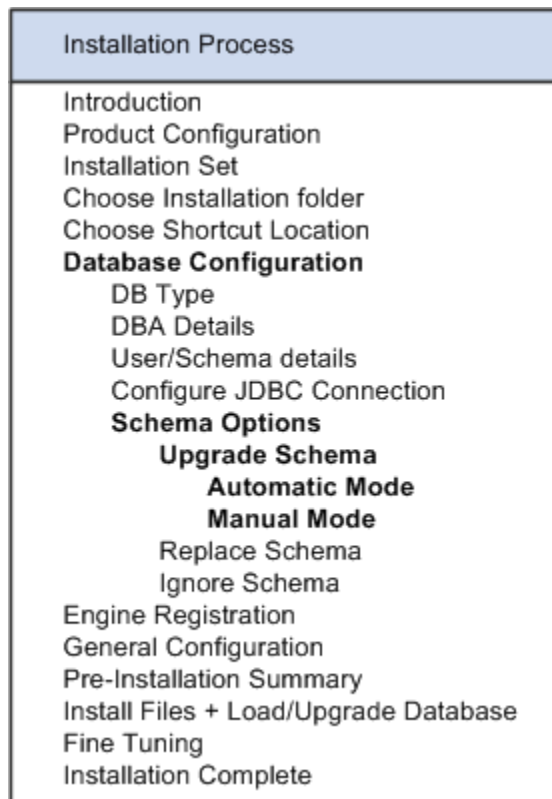 Installation Process
Introduction
Product Configuration
Installation Set
Choose Installation folder
Choose Shortcut Location
Database Configuration
DB Type
DBA Details
User/Schema details
Configure JDBC Connection
Schema Options
Upgrade Schema
Automatic Mode
Manual Mode
Replace Schema
Ignore Schema
Engine Registration
General Configuration
Pre-Installation Summary
Install Files + Load/Upgrade Database
Fine Tuning
Installation Complete